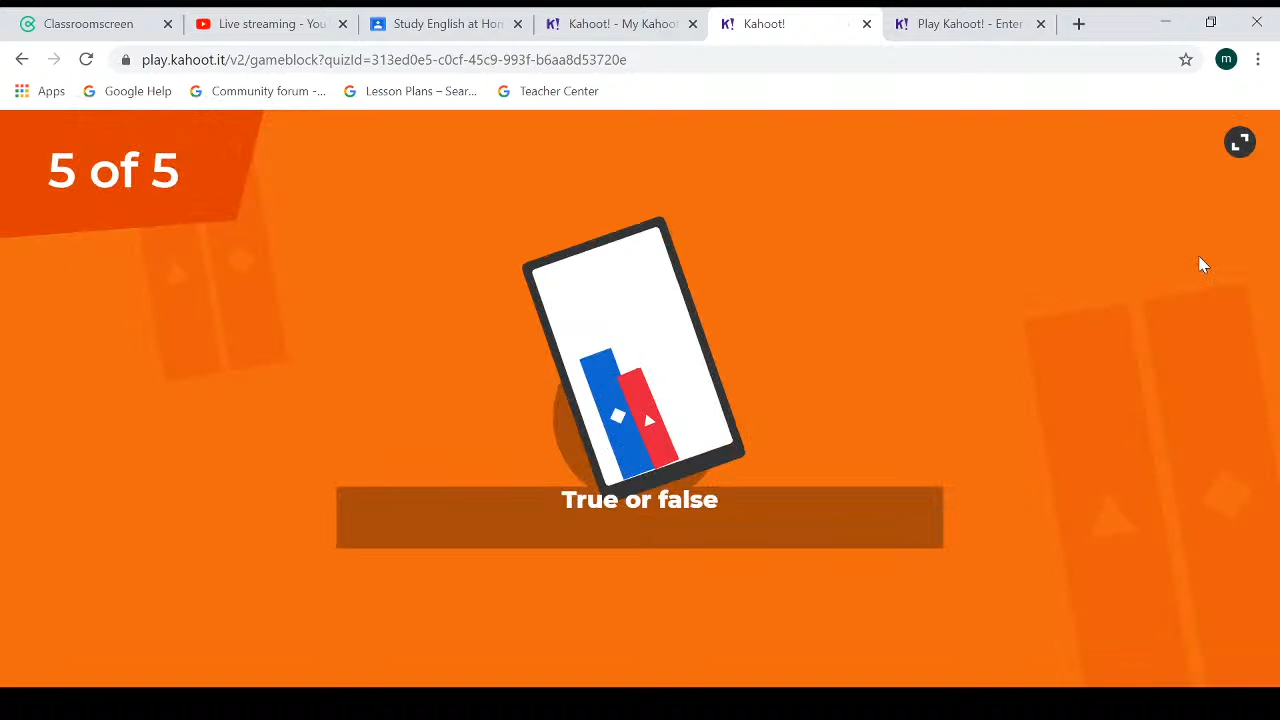 Classroomscreen
Live streaming - You
Study English at Hom
K! Kahoot! - My Kahoot
K! Kahoot!
K! Play Kahoot! - Enter
play.kahoot.it/v2/gameblock?quizId=313ed0e5-c0cf-45c9-993f-b6aa8d53720e
m
Apps
Google Help
Community forum -...
Lesson Plans – Sear...
Teacher Center
5 of 5
True or false